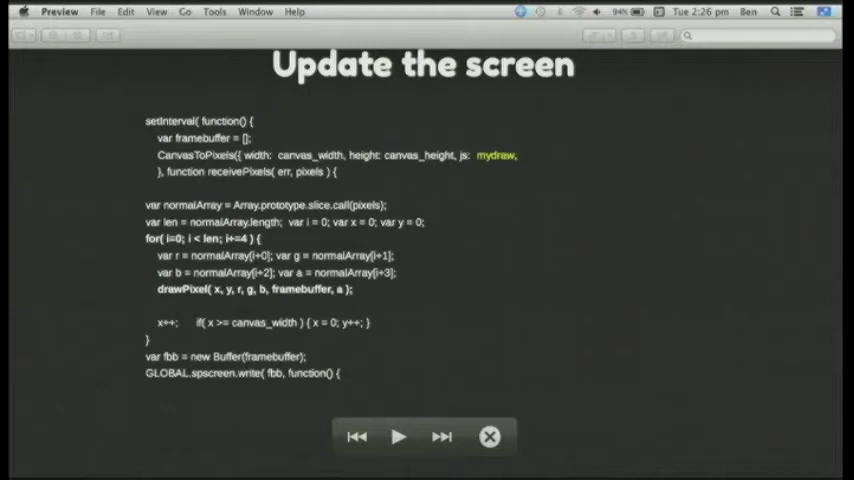 Preview File Edit View Go Tools Window Help 94% Tue 2:26 pm Ben
Update the screen
setInterval( function() {
var framebuffer = [];
CanvasToPixels({ width: canvas_width, height: canvas_height, js: mydraw,
}, function receivePixels( err, pixels ) {
var normalArray = Array.prototype.slice.call(pixels);
var len = normalArray.length; var i = 0; var x = 0; var y = 0;
for( i=0; i < len; i+=4 ) {
var r = normalArray[i+0]; var g = normalArray[i+1];
var b = normalArray[i+2]; var a = normalArray[i+3];
drawPixel( x, y, r, g, b, framebuffer, a );
x++; if( x >= canvas_width ) { x = 0; y++; }
}
var fbb = new Buffer(framebuffer);
GLOBAL.spscreen.write( fbb, function() {